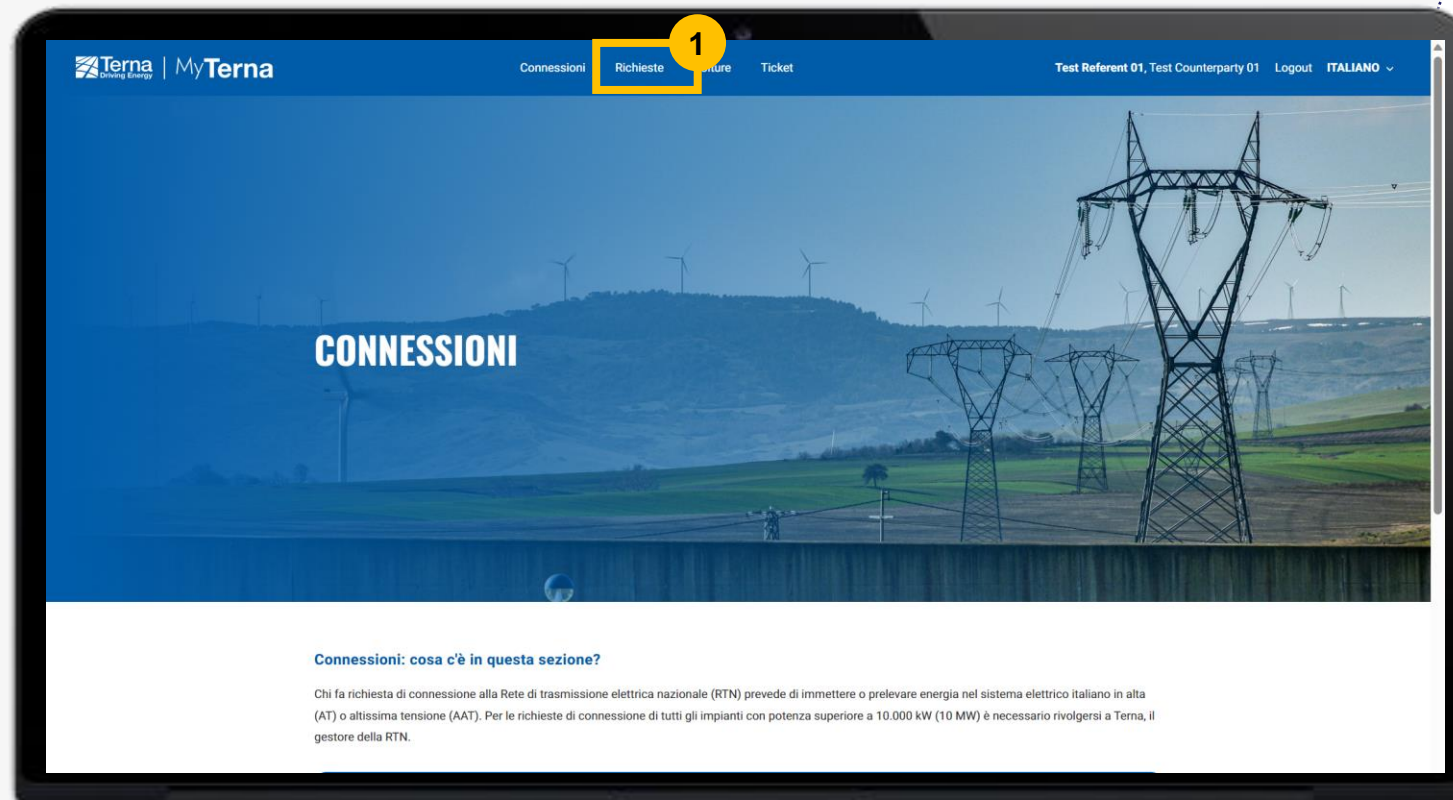 1
Terna
Driving Energy
MyTerna
Connessioni
Richieste
Ticket
Test Referent 01, Test Counterparty 01
Logout
ITALIANO
CONNESSIONI
Connessioni: cosa c'è in questa sezione?
Chi fa richiesta di connessione alla Rete di trasmissione elettrica nazionale (RTN) prevede di immettere o prelevare energia nel sistema elettrico italiano in alta
(AT) o altissima tensione (AAT). Per le richieste di connessione di tutti gli impianti con potenza superiore a 10.000 kW (10 MW) è necessario rivolgersi a Terna, il
gestore della RTN.